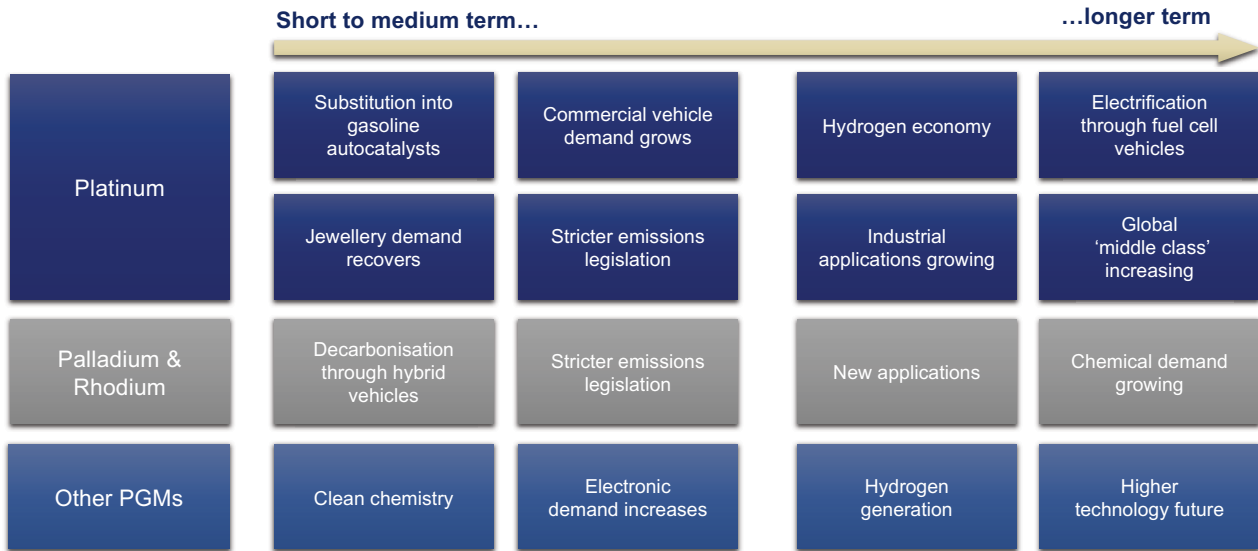 Short to medium term…
…longer term
Platinum
Substitution into
gasoline
autocatalysts
Commercial vehicle
demand grows
Hydrogen economy
Electrification
through fuel cell
vehicles
Jewellery demand
recovers
Stricter emissions
legislation
Industrial
applications growing
Global
‘middle class’
increasing
Palladium &
Rhodium
Decarbonisation
through hybrid
vehicles
Stricter emissions
legislation
New applications
Chemical demand
growing
Other PGMs
Clean chemistry
Electronic
demand increases
Hydrogen
generation
Higher
technology future